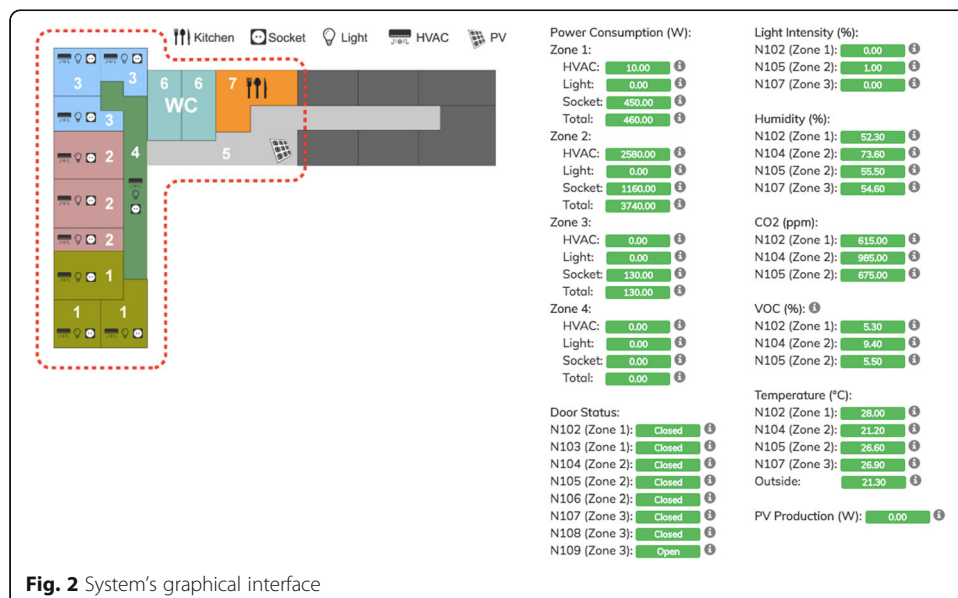 Kitchen Socket Light HVAC PV
3 3
3
6 6 7
WC
4
5
2
2
2
1
1 1
Power Consumption (W):
Zone 1:
HVAC: 10.00
Light: 0.00
Socket: 450.00
Total: 460.00
Zone 2:
HVAC: 2580.00
Light: 0.00
Socket: 1160.00
Total: 3740.00
Zone 3:
HVAC: 0.00
Light: 0.00
Socket: 130.00
Total: 130.00
Zone 4:
HVAC: 0.00
Light: 0.00
Socket: 0.00
Total: 0.00
Door Status:
N102 (Zone 1): Closed
N103 (Zone 1): Closed
N104 (Zone 2): Closed
N105 (Zone 2): Closed
N106 (Zone 2): Closed
N107 (Zone 3): Closed
N108 (Zone 3): Closed
N109 (Zone 3): Open
Light Intensity (%):
N102 (Zone 1): 0.00
N105 (Zone 2): 1.00
N107 (Zone 3): 0.00
Humidity (%):
N102 (Zone 1): 52.30
N104 (Zone 2): 73.60
N105 (Zone 2): 55.50
N107 (Zone 3): 54.60
CO2 (ppm):
N102 (Zone 1): 615.00
N104 (Zone 2): 985.00
N105 (Zone 2): 675.00
VOC (%):
N102 (Zone 1): 5.30
N104 (Zone 2): 9.40
N105 (Zone 2): 5.50
Temperature (°C):
N102 (Zone 1): 28.00
N104 (Zone 2): 21.20
N105 (Zone 2): 26.60
N107 (Zone 3): 26.90
Outside: 21.30
PV Production (W): 0.00
Fig. 2 System's graphical interface